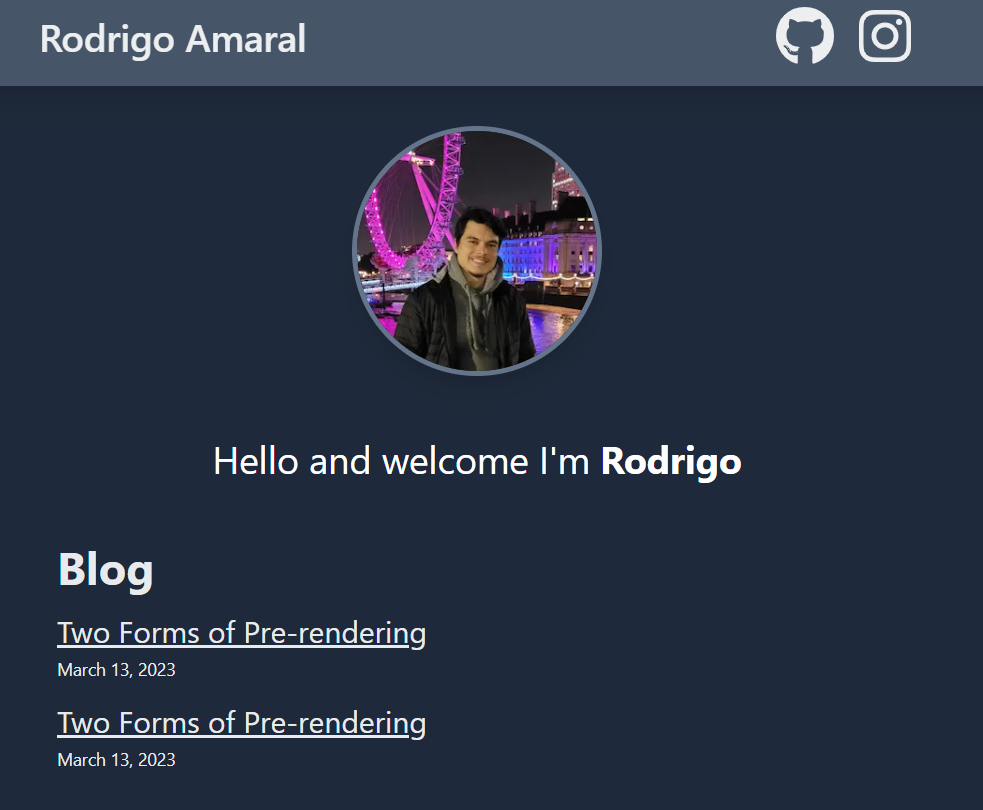 Rodrigo Amaral
Hello and welcome I'm Rodrigo
Blog
Two Forms of Pre-rendering
March 13, 2023
Two Forms of Pre-rendering
March 13, 2023